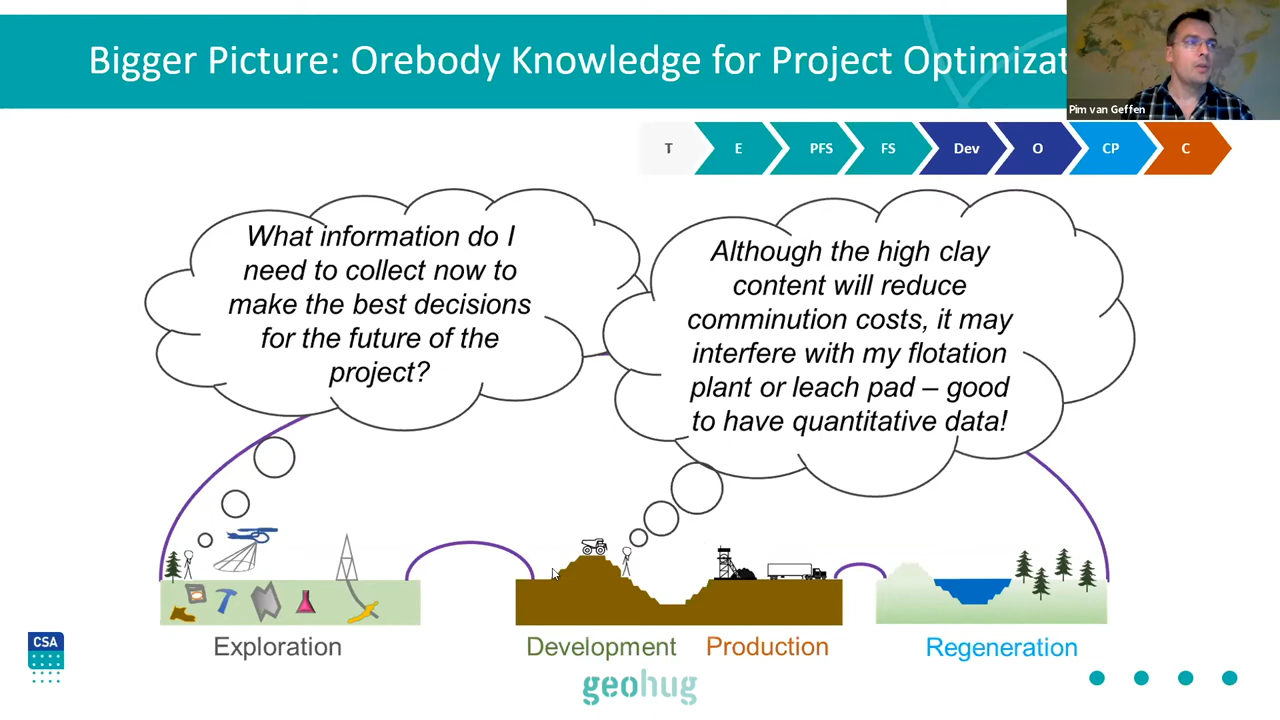 Bigger Picture: Orebody Knowledge for Project Optimizat
Pim van Geffen
T E PFS FS Dev O CP C
What information do I
need to collect now to
make the best decisions
for the future of the
project?
Although the high clay
content will reduce
comminution costs, it may
interfere with my flotation
plant or leach pad – good
to have quantitative data!
Exploration
Development
Production
Regeneration
CSA
geohug